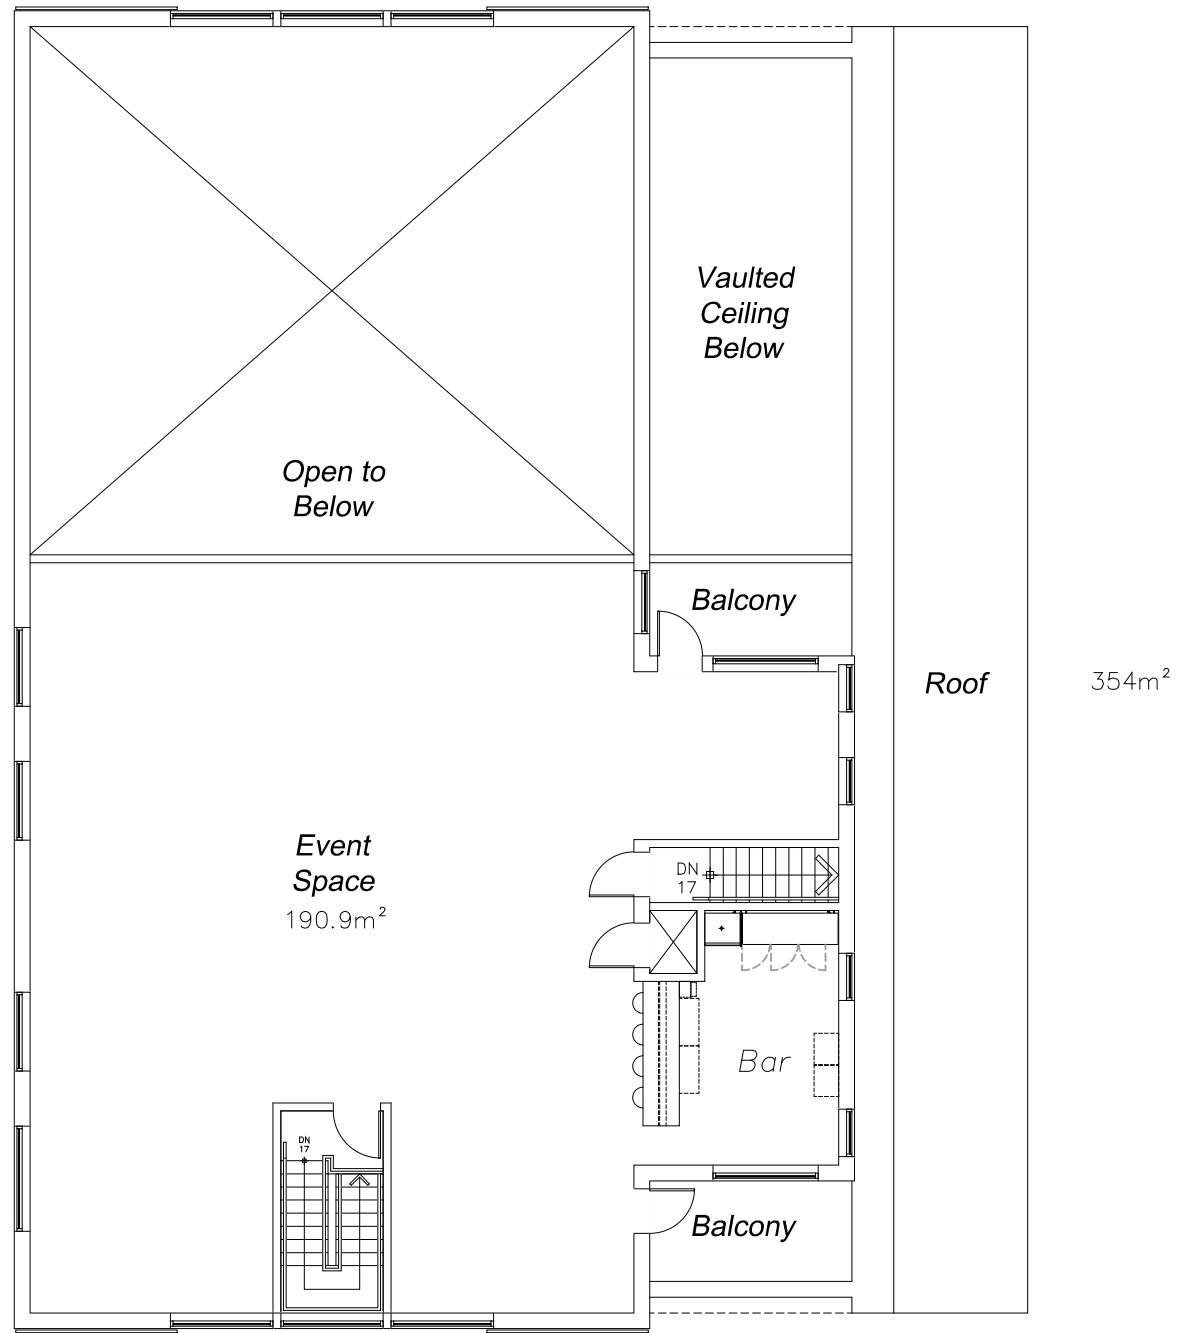 Vaulted
Ceiling
Below
Open to
Below
Balcony
Roof
354m²
Event
Space
190.9m²
DN
17
Bar
DN
17
Balcony